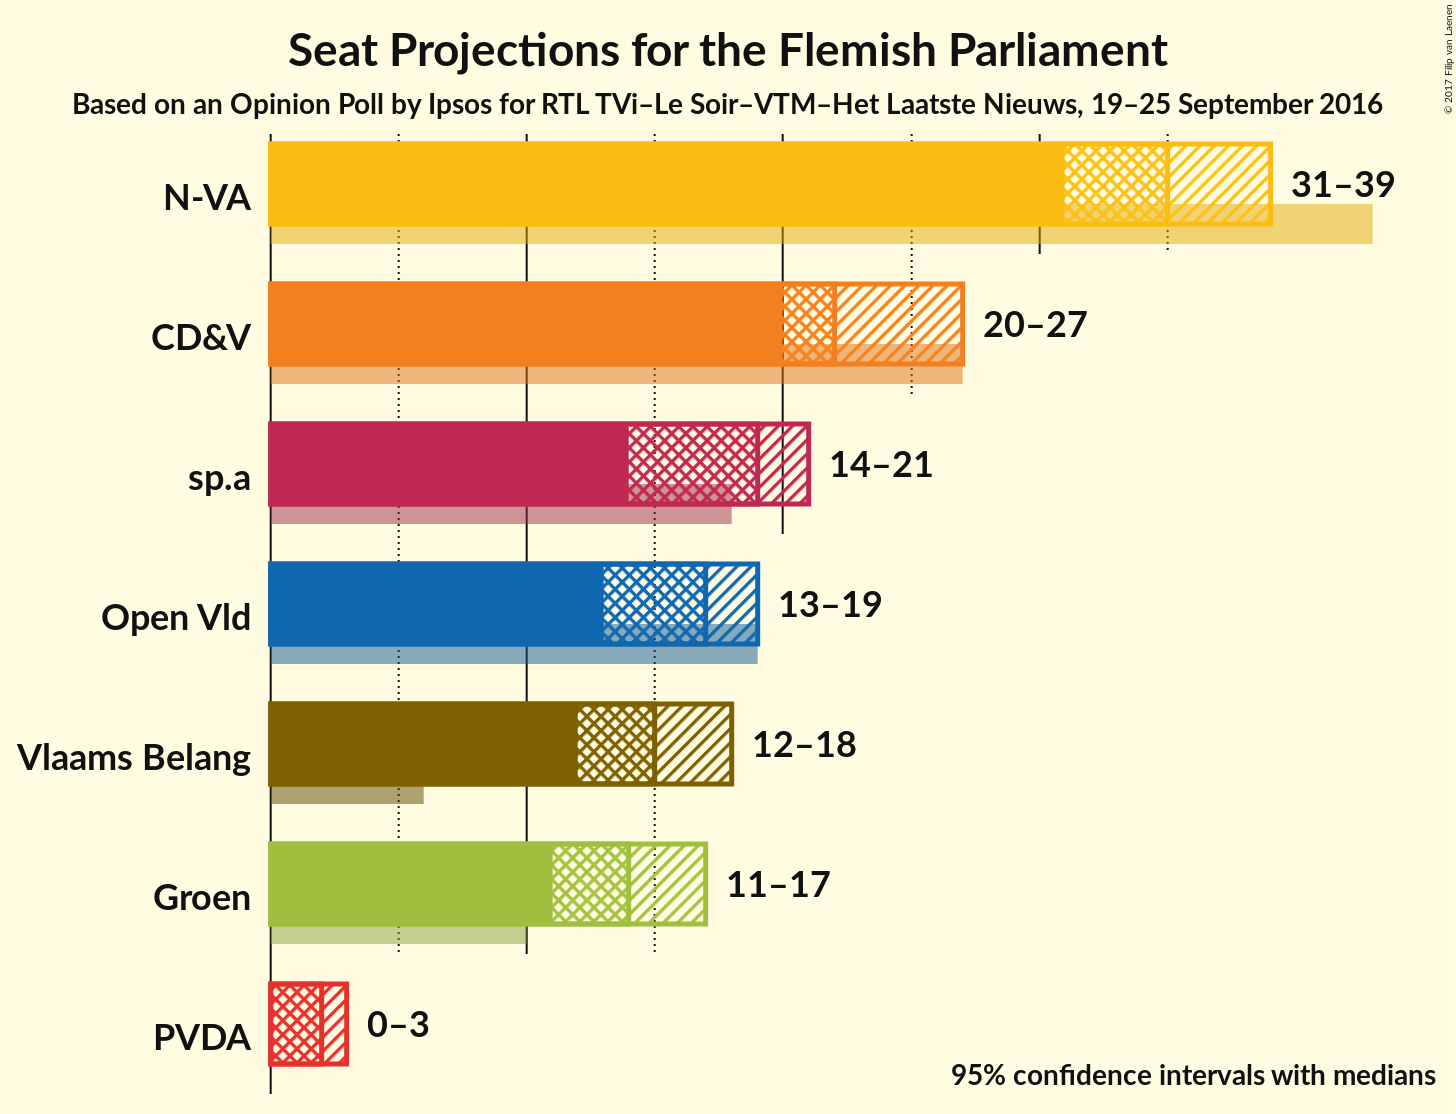 Seat Projections for the Flemish Parliament
Based on an Opinion Poll by Ipsos for RTL TVi–Le Soir–VTM–Het Laatste Nieuws, 19–25 September 2016
© 2017 Filip van Laenen
N-VA
31–39
CD&V
20–27
sp.a
14–21
Open Vld
13–19
Vlaams Belang
12–18
Groen
11–17
PVDA
0–3
95% confidence intervals with medians